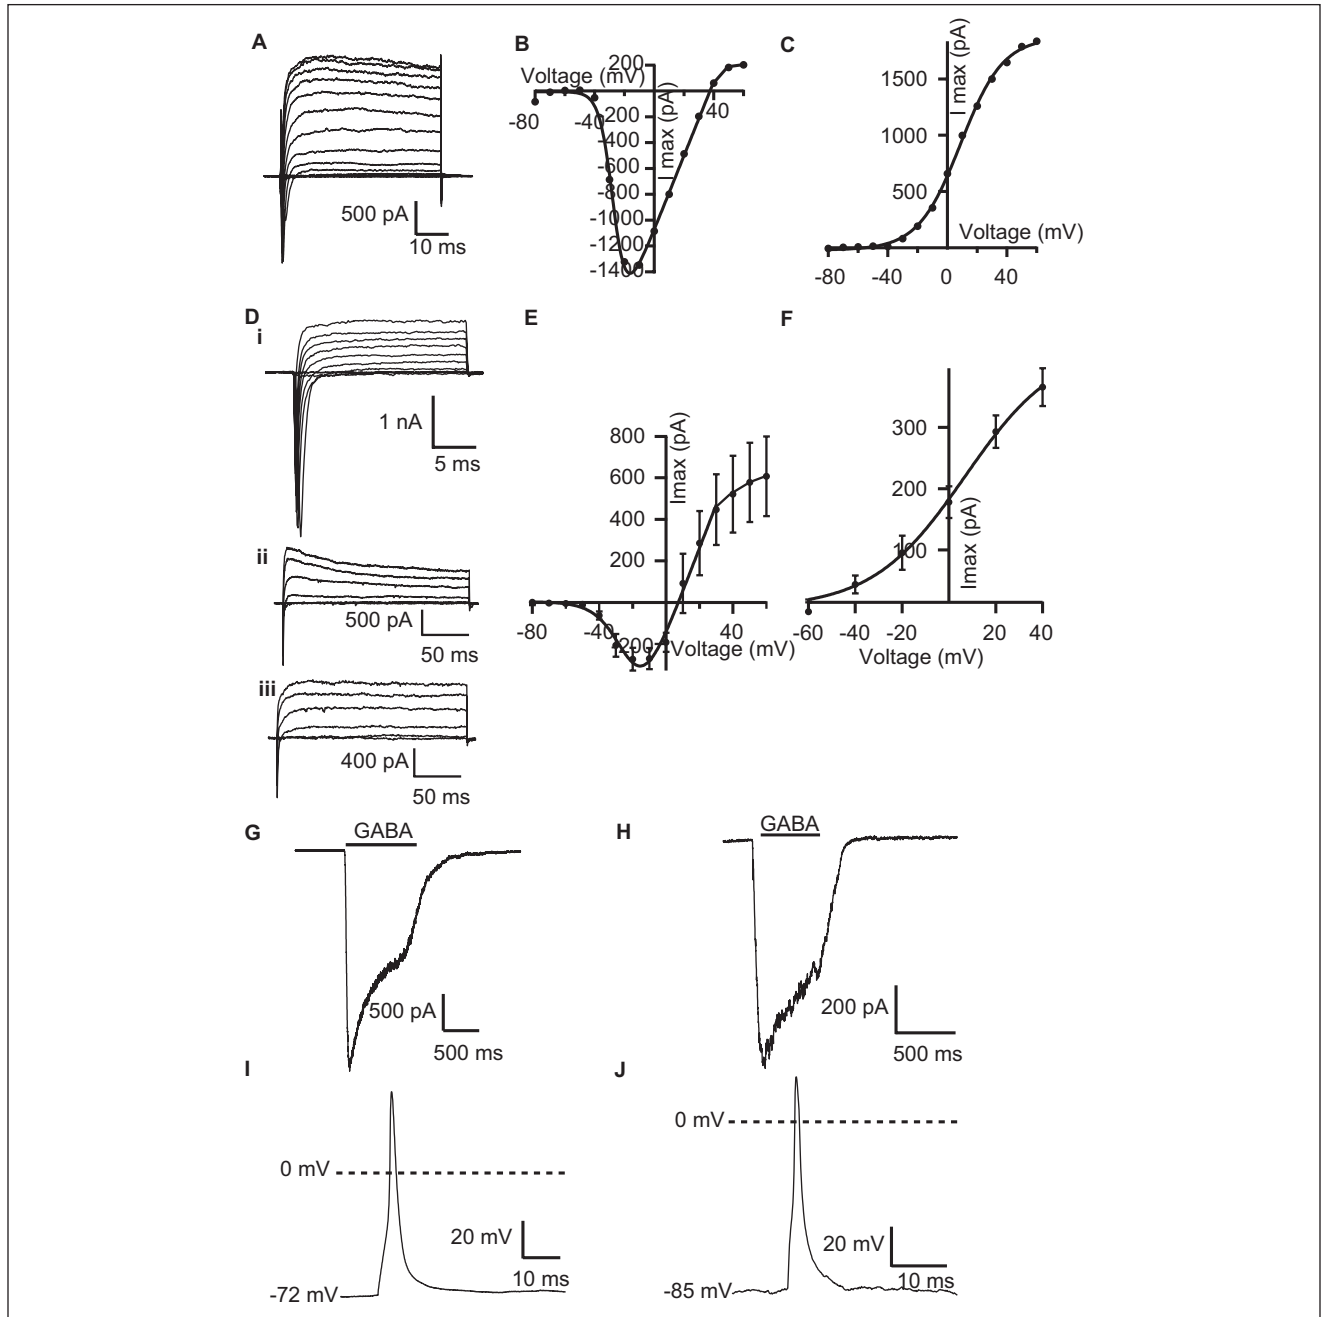 A
500 pA
10 ms
B
Voltage (mV)
I max (pA)
200
-80
-40
40
-200
-400
-600
-800
-1000
-1200
-1400
C
I max (pA)
1500
1000
500
Voltage (mV)
-80
-40
0
40
D
i
1 nA
5 ms
ii
500 pA
50 ms
iii
400 pA
50 ms
E
Imax (pA)
800
600
400
200
-80
-40
-200
40
Voltage (mV)
F
300
200
100
Imax (pA)
-60
-40
-20
20
40
Voltage (mV)
G
GABA
500 pA
500 ms
H
GABA
200 pA
500 ms
I
0 mV
20 mV
10 ms
-72 mV
J
0 mV
20 mV
10 ms
-85 mV